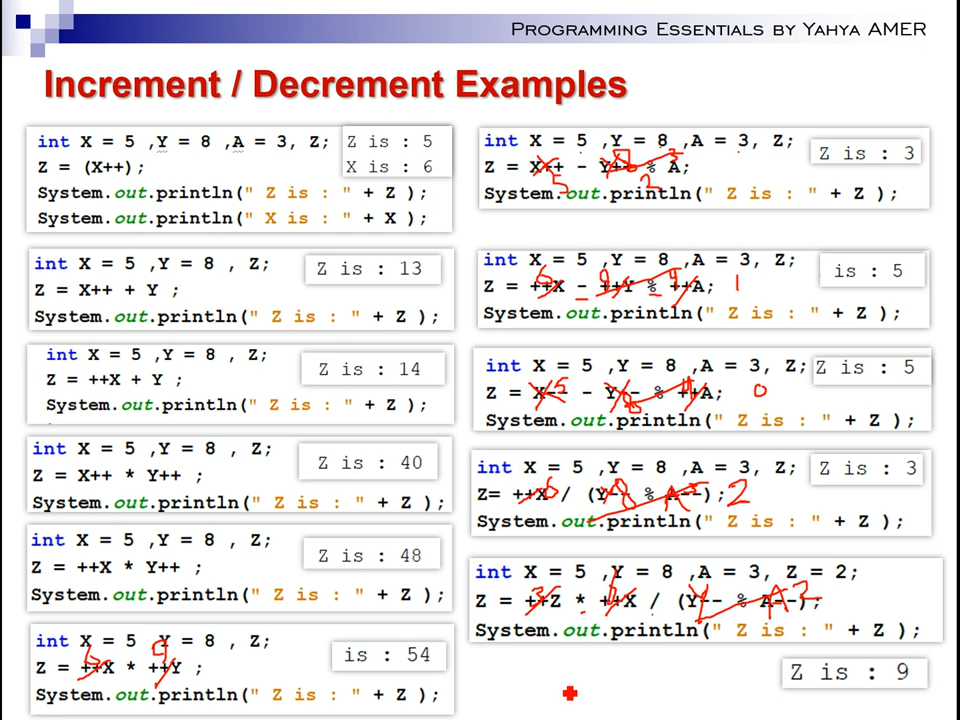 PROGRAMMING ESSENTIALS BY YAHYA AMER
Increment / Decrement Examples
int X = 5 ,Y = 8 ,A = 3, Z;
Z = (X++);
System.out.println(" Z is : " + Z );
System.out.println(" X is : " + X );
Z is : 5
X is : 6
int X = 5 ,Y = 8 , Z;
Z = X++ + Y ;
System.out.println(" Z is : " + Z );
Z is : 13
int X = 5 ,Y = 8 , Z;
Z = ++X + Y ;
System.out.println(" Z is : " + Z );
Z is : 14
int X = 5 ,Y = 8 , Z;
Z = X++ * Y++ ;
System.out.println(" Z is : " + Z );
Z is : 40
int X = 5 ,Y = 8 , Z;
Z = ++X * Y++ ;
System.out.println(" Z is : " + Z );
Z is : 48
int X = 5 ,Y = 8 , Z;
Z = ++X * ++Y ;
System.out.println(" Z is : " + Z );
is : 54
int X = 5 ,Y = 8 ,A = 3, Z;
Z = X++ - Y++ % A;
5 2
System.out.println(" Z is : " + Z );
Z is : 3
int X = 5 ,Y = 8 ,A = 3, Z;
Z = ++X - ++Y % ++A; 1
System.out.println(" Z is : " + Z );
is : 5
int X = 5 ,Y = 8 ,A = 3, Z;
Z = X-- - Y-- % ++A; 0
System.out.println(" Z is : " + Z );
Z is : 5
int X = 5 ,Y = 8 ,A = 3, Z;
Z= ++X / (Y-- % A--); 2
System.out.println(" Z is : " + Z );
Z is : 3
int X = 5 ,Y = 8 ,A = 3, Z = 2;
Z = ++Z * ++X / (Y-- % A--);
System.out.println(" Z is : " + Z );
Z is : 9